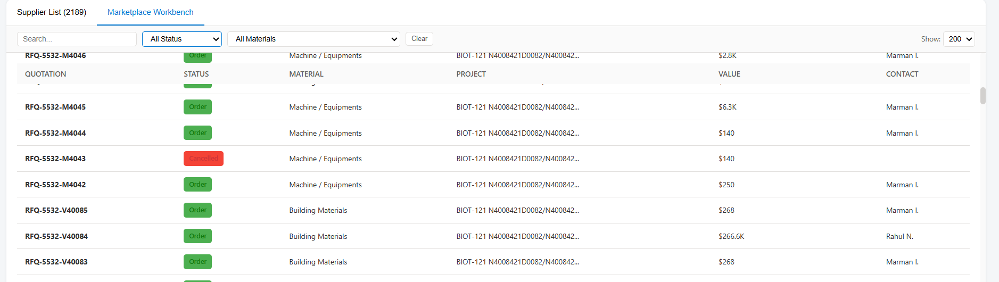 Supplier List (2189) Marketplace Workbench
Search... All Status All Materials Clear Show: 200
RFQ-5532-M4046 Order Machine / Equipments BIOT-121 N4008421D0082/N400842... $2.8K Marman I.
QUOTATION STATUS MATERIAL PROJECT VALUE CONTACT
RFQ-5532-M4045 Order Machine / Equipments BIOT-121 N4008421D0082/N400842... $6.3K Marman I.
RFQ-5532-M4044 Order Machine / Equipments BIOT-121 N4008421D0082/N400842... $140 Marman I.
RFQ-5532-M4043 Cancelled Machine / Equipments BIOT-121 N4008421D0082/N400842... $140
RFQ-5532-M4042 Order Machine / Equipments BIOT-121 N4008421D0082/N400842... $250 Marman I.
RFQ-5532-V40085 Order Building Materials BIOT-121 N4008421D0082/N400842... $268 Marman I.
RFQ-5532-V40084 Order Building Materials BIOT-121 N4008421D0082/N400842... $266.6K Rahul N.
RFQ-5532-V40083 Order Building Materials BIOT-121 N4008421D0082/N400842... $268 Marman I.